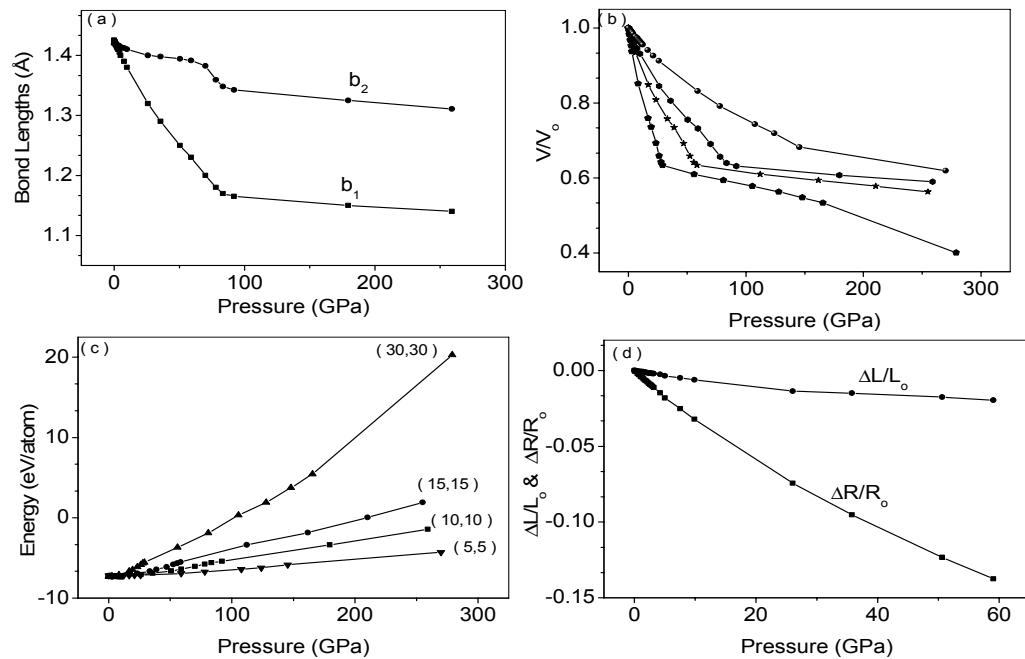 ( a )
1.4
1.3
1.2
1.1
Bond Lengths (Å)
b2
b1
0 100 200 300
Pressure (GPa)
( b )
1.0
0.8
0.6
0.4
V/Vo
0 100 200 300
Pressure (GPa)
( c )
20
10
0
-10
Energy (eV/atom)
( 30,30 )
( 15,15 )
( 10,10 )
( 5,5 )
0 100 200 300
Pressure (GPa)
( d )
0.00
-0.05
-0.10
-0.15
ΔL/Lo & ΔR/Ro
ΔL/Lo
ΔR/Ro
0 20 40 60
Pressure (GPa)